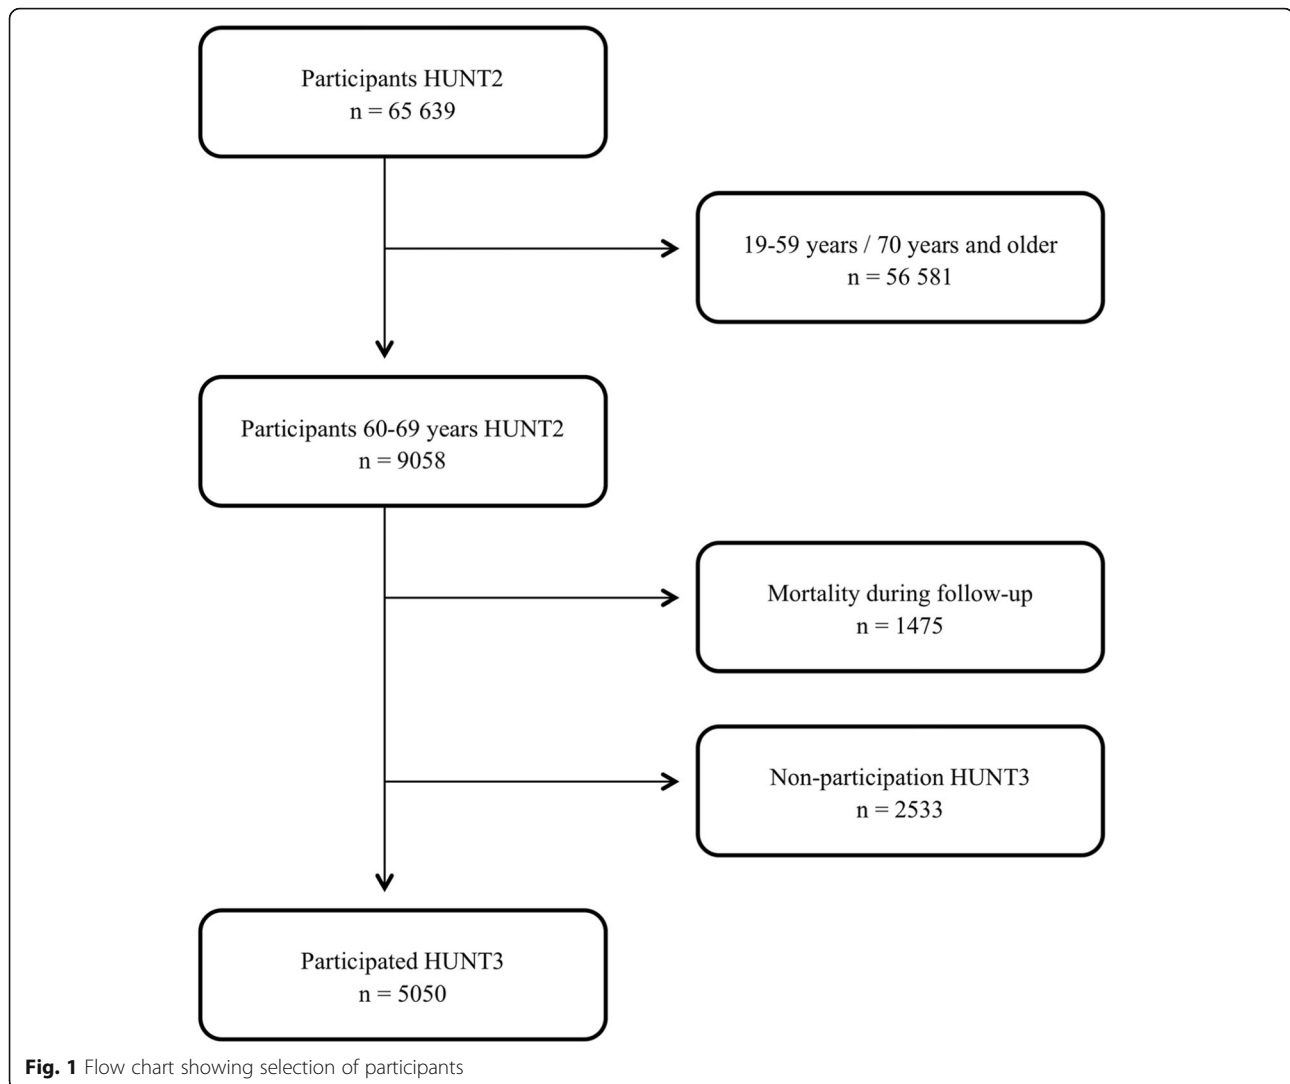 Participants HUNT2
n = 65 639
19-59 years / 70 years and older
n = 56 581
Participants 60-69 years HUNT2
n = 9058
Mortality during follow-up
n = 1475
Non-participation HUNT3
n = 2533
Participated HUNT3
n = 5050
Fig. 1 Flow chart showing selection of participants